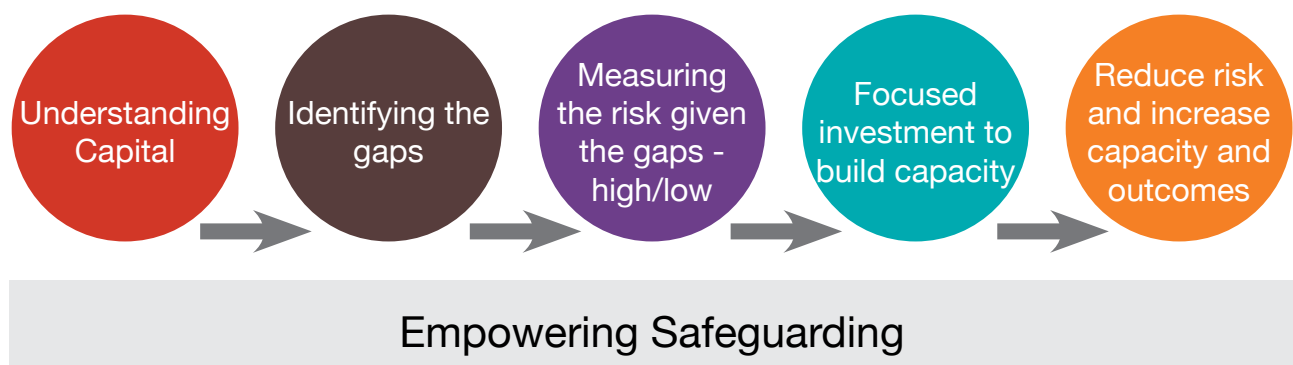 Understanding
Capital
Identifying the
gaps
Measuring
the risk given
the gaps -
high/low
Focused
investment to
build capacity
Reduce risk
and increase
capacity and
outcomes
Empowering Safeguarding